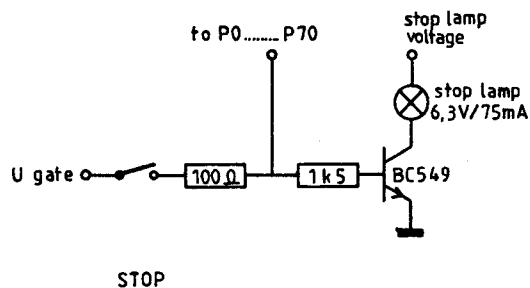 to P0........P70
stop lamp
voltage
stop lamp
6,3V/75mA
U gate
100Ω
1k5
BC549
STOP